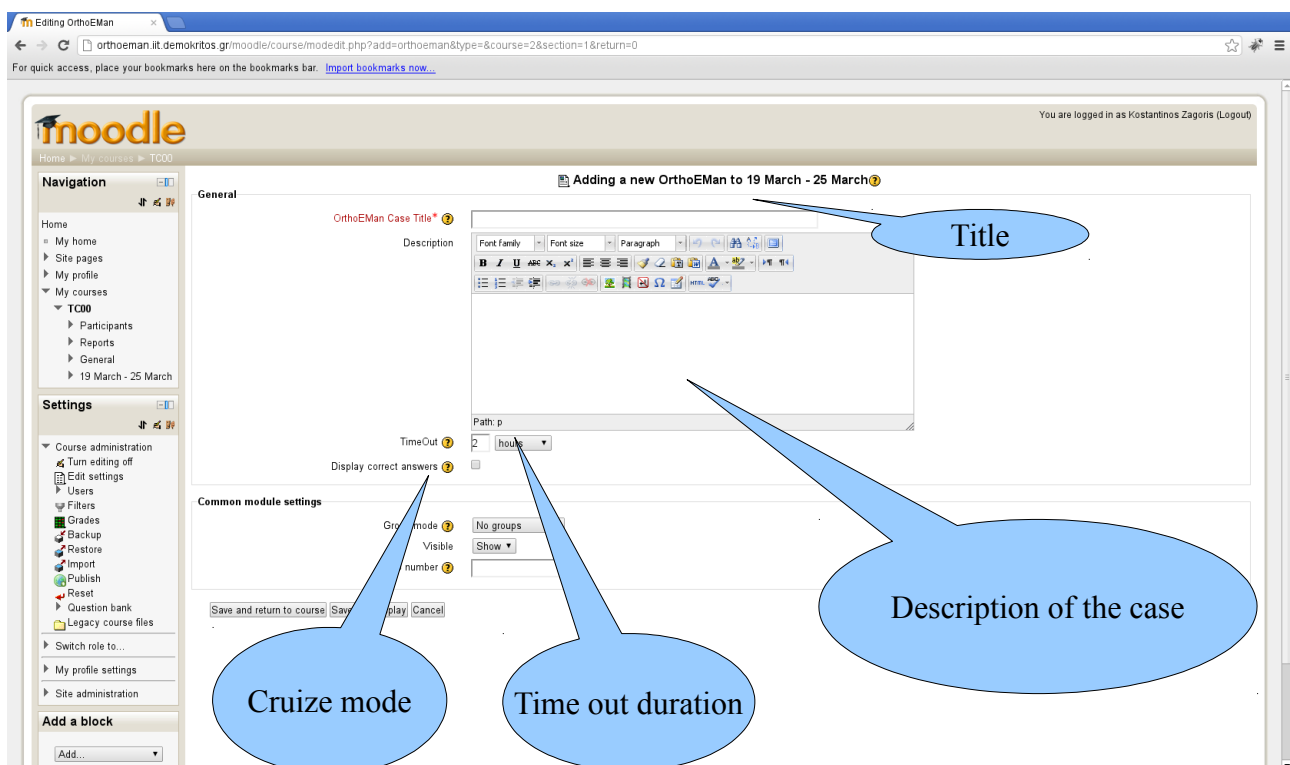 Editing OrthoEMan
orthoeman.iit.demokritos.gr/moodle/course/modedit.php?add=orthoeman&type=&course=2&section=1&return=0
For quick access, place your bookmarks here on the bookmarks bar. Import bookmarks now...
moodle
You are logged in as Kostantinos Zagoris (Logout)
Home ► My courses ► TC00
Navigation
Home
My home
Site pages
My profile
My courses
TC00
Participants
Reports
General
19 March - 25 March
Settings
Course administration
Turn editing off
Edit settings
Users
Filters
Grades
Backup
Restore
Import
Publish
Reset
Question bank
Legacy course files
Switch role to...
My profile settings
Site administration
Add a block
Add...
Adding a new OrthoEMan to 19 March - 25 March
General
OrthoEMan Case Title*
Title
Description
Font family Font size Paragraph
B I U ABC x₂ x² A ab
Ω HTML ABC
Path: p
TimeOut 2 hours
Display correct answers
Description of the case
Common module settings
mode No groups
Visible Show
number
Save and return to course Cancel
Cruize mode
Time out duration